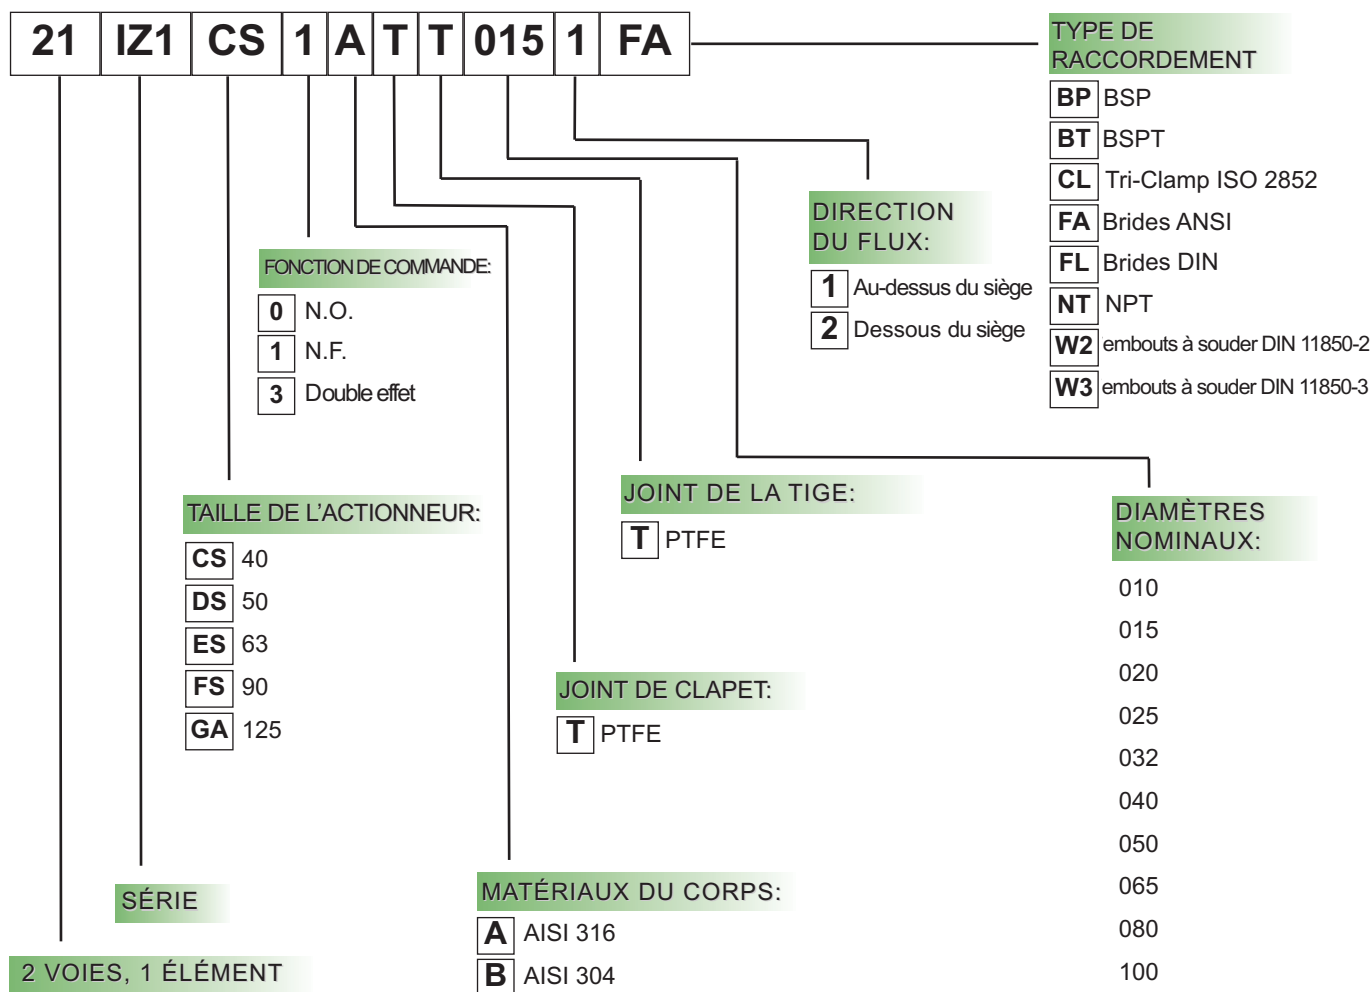 21 IZ1 CS 1 A T T 015 1 FA
TYPE DE
RACCORDEMENT
BP BSP
BT BSPT
CL Tri-Clamp ISO 2852
FA Brides ANSI
FL Brides DIN
NT NPT
W2 embouts à souder DIN 11850-2
W3 embouts à souder DIN 11850-3
DIRECTION
DU FLUX:
1 Au-dessus du siège
2 Dessous du siège
FONCTION DE COMMANDE:
0 N.O.
1 N.F.
3 Double effet
TAILLE DE L'ACTIONNEUR:
CS 40
DS 50
ES 63
FS 90
GA 125
JOINT DE LA TIGE:
T PTFE
DIAMÈTRES
NOMINAUX:
010
015
020
025
032
040
050
065
080
100
JOINT DE CLAPET:
T PTFE
SÉRIE
MATÉRIAUX DU CORPS:
A AISI 316
B AISI 304
2 VOIES, 1 ÉLÉMENT